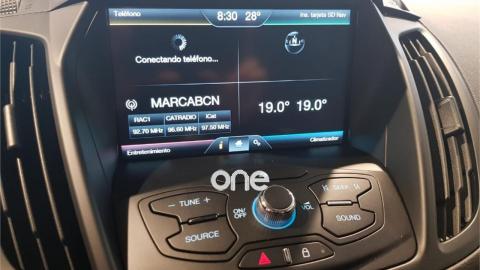 Teléfono
8:30 28°
Ins. tarjeta SD Nav
Conectando teléfono...
MARCABCN
19.0° 19.0°
RAC1 CATRADIO iCat
92.70 MHz 96.60 MHz 97.50 MHz
Entretenimiento
Climatizador
one
− TUNE +
SEEK
ON/OFF
VOL
SOURCE
SOUND